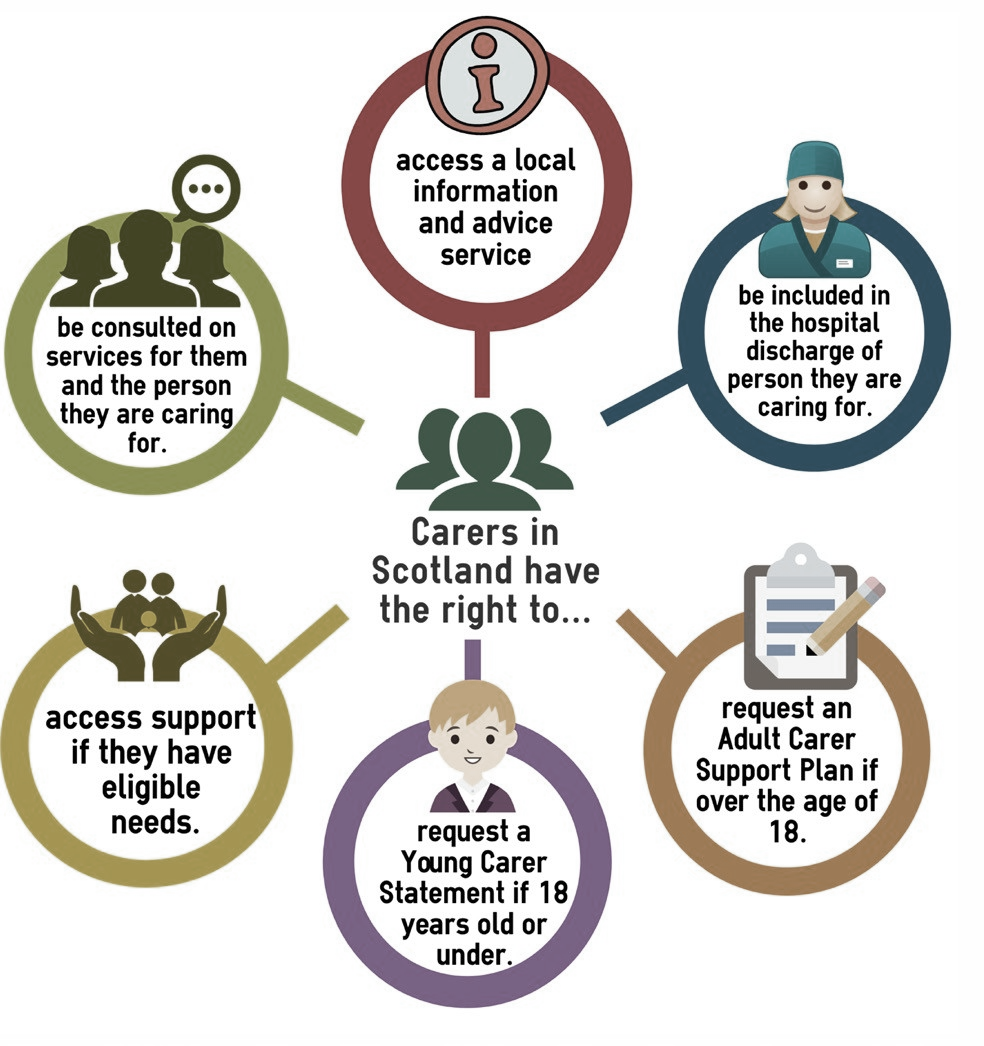 Carers in
Scotland have
the right to...
access a local
information
and advice
service
be included in
the hospital
discharge of
person they are
caring for.
request an
Adult Carer
Support Plan if
over the age of
18.
request a
Young Carer
Statement if 18
years old or
under.
access support
if they have
eligible
needs.
be consulted on
services for them
and the person
they are caring
for.